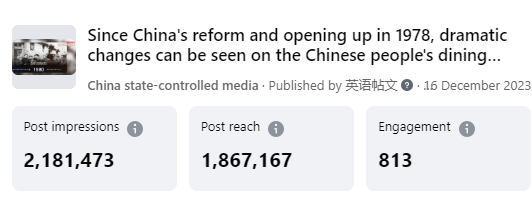 Since China's reform and opening up in 1978, dramatic
changes can be seen on the Chinese people's dining...
China state-controlled media · Published by 英语帖文 · 16 December 2023
Post impressions
Post reach
Engagement
2,181,473
1,867,167
813